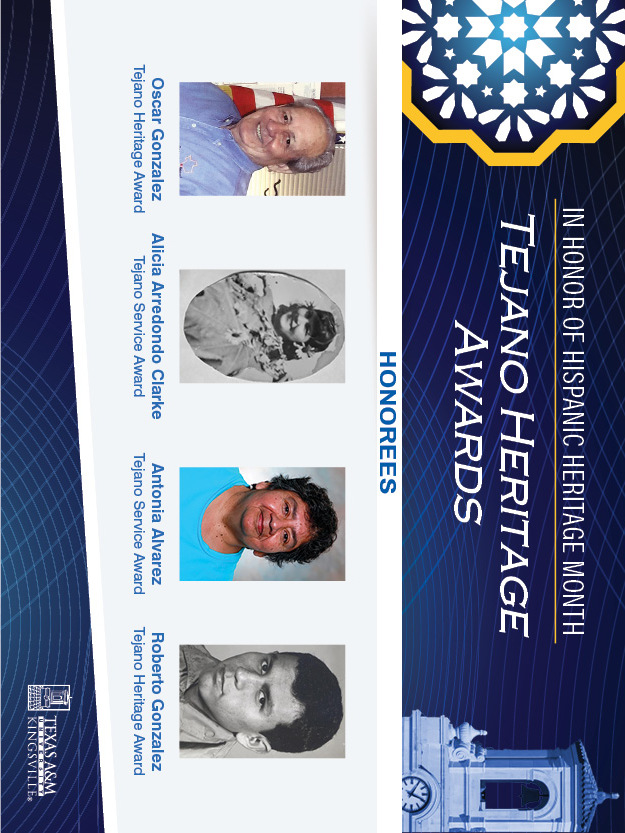 IN HONOR OF HISPANIC HERITAGE MONTH
TEJANO HERITAGE
AWARDS
HONOREES
Oscar Gonzalez
Tejano Heritage Award
Alicia Arredondo Clarke
Tejano Service Award
Antonia Alvarez
Tejano Service Award
Roberto Gonzalez
Tejano Heritage Award
TEXAS A&M
UNIVERSITY
KINGSVILLE®